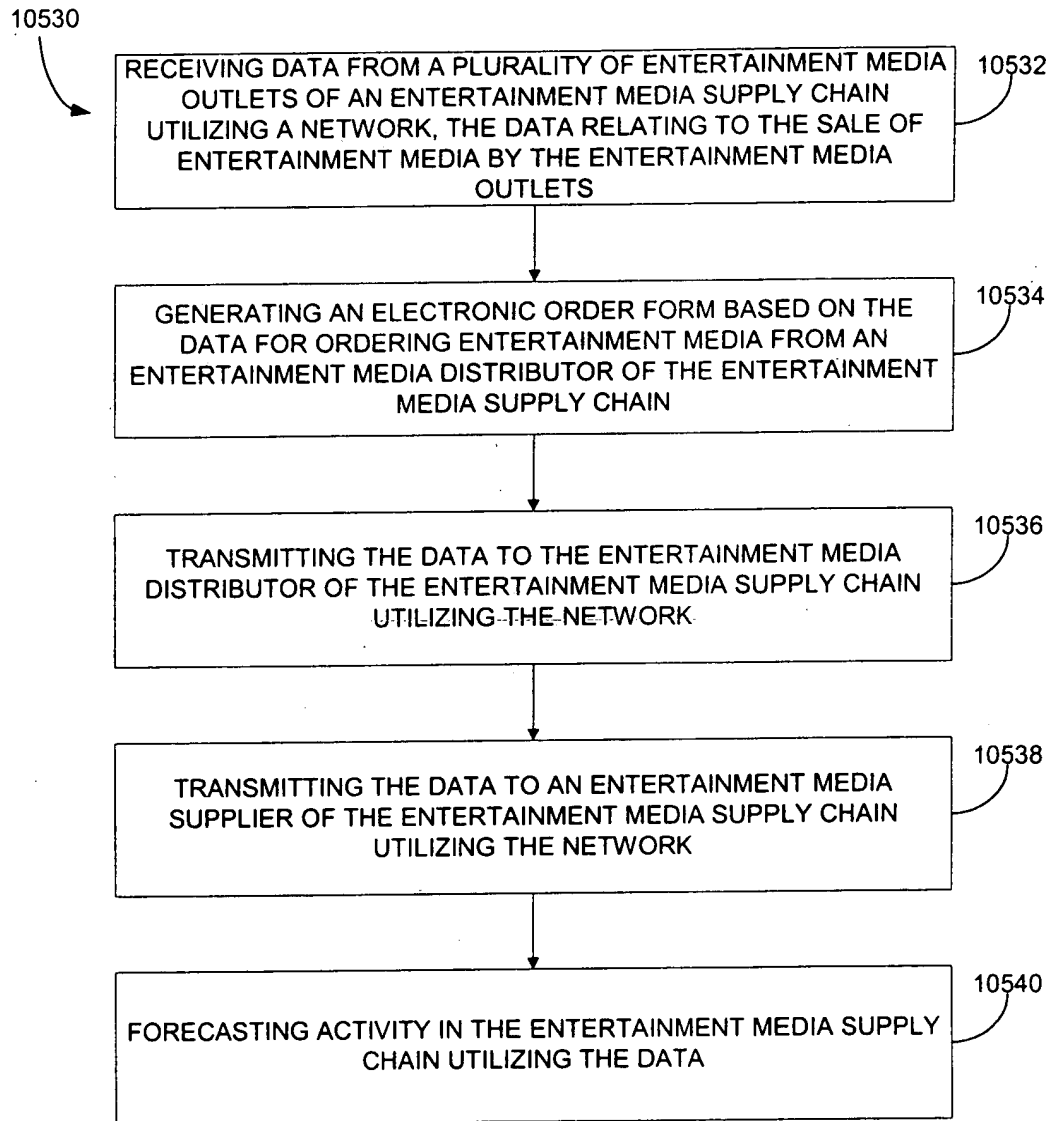 10530
RECEIVING DATA FROM A PLURALITY OF ENTERTAINMENT MEDIA
OUTLETS OF AN ENTERTAINMENT MEDIA SUPPLY CHAIN
UTILIZING A NETWORK, THE DATA RELATING TO THE SALE OF
ENTERTAINMENT MEDIA BY THE ENTERTAINMENT MEDIA
OUTLETS
10532
GENERATING AN ELECTRONIC ORDER FORM BASED ON THE
DATA FOR ORDERING ENTERTAINMENT MEDIA FROM AN
ENTERTAINMENT MEDIA DISTRIBUTOR OF THE ENTERTAINMENT
MEDIA SUPPLY CHAIN
10534
TRANSMITTING THE DATA TO THE ENTERTAINMENT MEDIA
DISTRIBUTOR OF THE ENTERTAINMENT MEDIA SUPPLY CHAIN
UTILIZING THE NETWORK
10536
TRANSMITTING THE DATA TO AN ENTERTAINMENT MEDIA
SUPPLIER OF THE ENTERTAINMENT MEDIA SUPPLY CHAIN
UTILIZING THE NETWORK
10538
FORECASTING ACTIVITY IN THE ENTERTAINMENT MEDIA SUPPLY
CHAIN UTILIZING THE DATA
10540